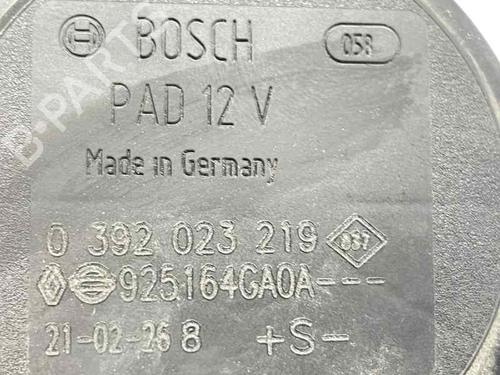 BOSCH 058
PAD 12 V
Made in Germany
0 392 023 219 037
925164GA0A---
21-02-26 8 +S-
B-PARTS